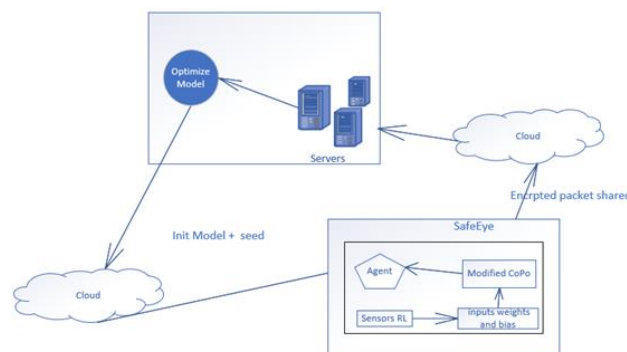 Optimize
Model
Servers
Cloud
Encrpted packet shared
Init Model + seed
SafeEye
Cloud
Agent
Modified CoPo
Sensors RL
inputs weights
and bias